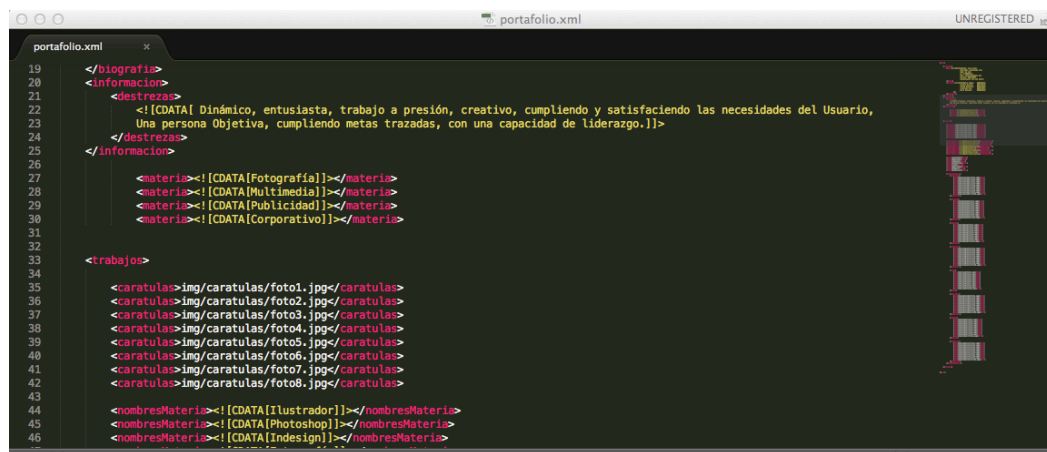 portafolio.xml
UNREGISTERED
portafolio.xml ×
19 </biografia>
20 <informacion>
21 <destrezas>
22 <![CDATA[ Dinámico, entusiasta, trabajo a presión, creativo, cumpliendo y satisfaciendo las necesidades del Usuario,
23 Una persona Objetiva, cumpliendo metas trazadas, con una capacidad de liderazgo.]]>
24 </destrezas>
25 </informacion>
26
27 <materia><![CDATA[Fotografía]]></materia>
28 <materia><![CDATA[Multimedia]]></materia>
29 <materia><![CDATA[Publicidad]]></materia>
30 <materia><![CDATA[Corporativo]]></materia>
31
32
33 <trabajos>
34
35 <caratulas>img/caratulas/foto1.jpg</caratulas>
36 <caratulas>img/caratulas/foto2.jpg</caratulas>
37 <caratulas>img/caratulas/foto3.jpg</caratulas>
38 <caratulas>img/caratulas/foto4.jpg</caratulas>
39 <caratulas>img/caratulas/foto5.jpg</caratulas>
40 <caratulas>img/caratulas/foto6.jpg</caratulas>
41 <caratulas>img/caratulas/foto7.jpg</caratulas>
42 <caratulas>img/caratulas/foto8.jpg</caratulas>
43
44 <nombresMateria><![CDATA[Ilustrador]]></nombresMateria>
45 <nombresMateria><![CDATA[Photoshop]]></nombresMateria>
46 <nombresMateria><![CDATA[Indesign]]></nombresMateria>